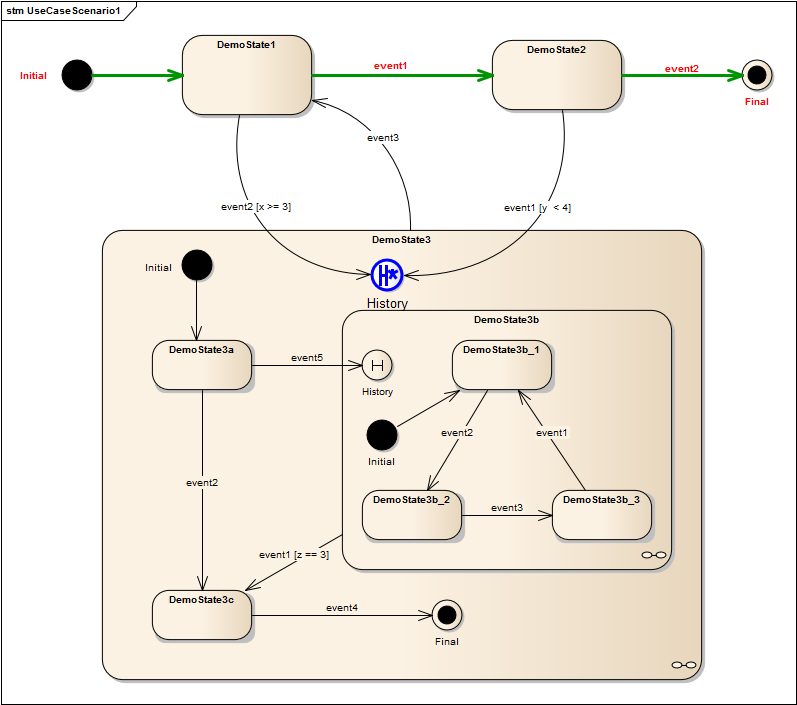 stm UseCaseScenario1
DemoState1
DemoState2
event1
event2
Initial
Final
event3
event2 [x >= 3]
event1 [y < 4]
DemoState3
Initial
H*
History
DemoState3b
DemoState3a
DemoState3b_1
event5
H
History
event2
event1
Initial
event2
DemoState3b_2
DemoState3b_3
event3
event1 [z == 3]
DemoState3c
event4
Final